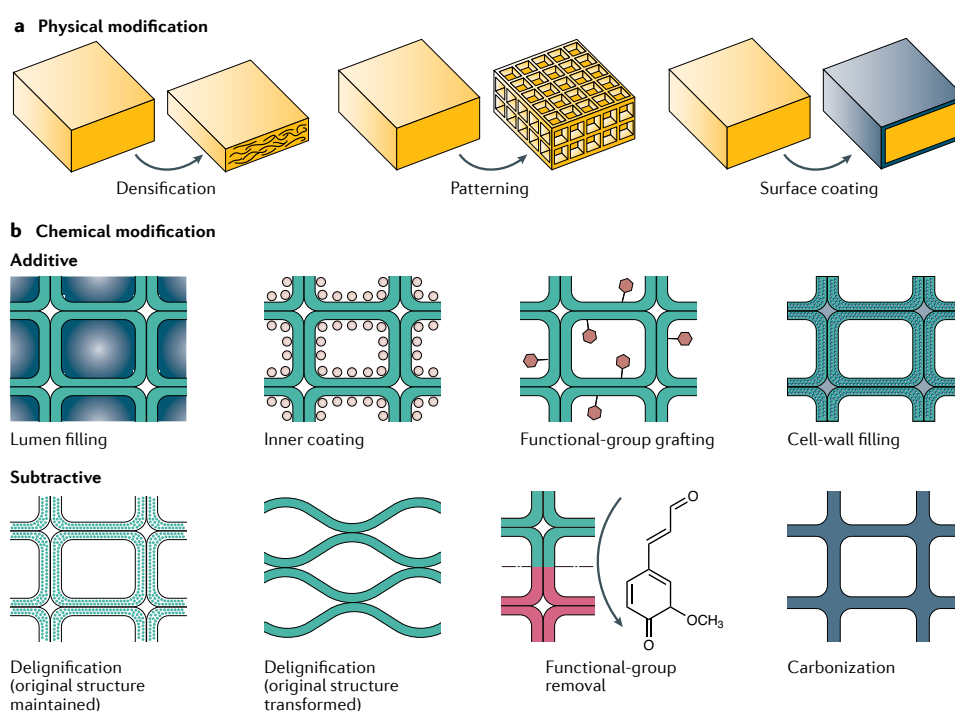 a Physical modification
Densification
Patterning
Surface coating
b Chemical modification
Additive
Lumen filling
Inner coating
Functional-group grafting
Cell-wall filling
Subtractive
O
OCH₃
O
Delignification
(original structure
maintained)
Delignification
(original structure
transformed)
Functional-group
removal
Carbonization